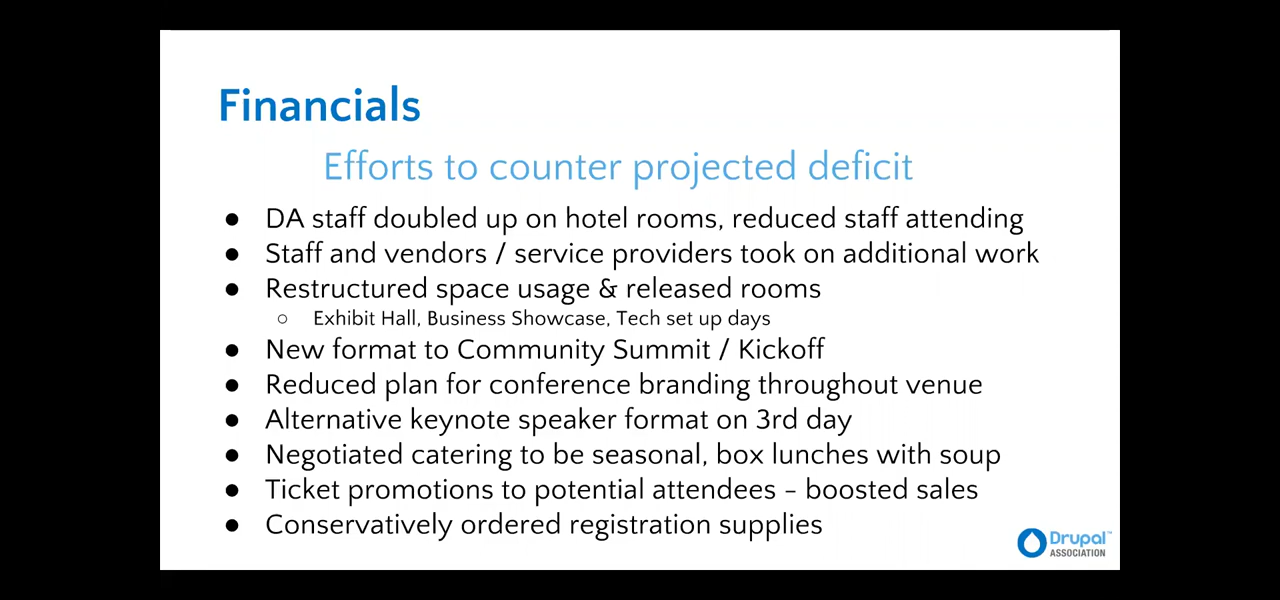 Financials
Efforts to counter projected deficit
● DA staff doubled up on hotel rooms, reduced staff attending
● Staff and vendors / service providers took on additional work
● Restructured space usage & released rooms
○ Exhibit Hall, Business Showcase, Tech set up days
● New format to Community Summit / Kickoff
● Reduced plan for conference branding throughout venue
● Alternative keynote speaker format on 3rd day
● Negotiated catering to be seasonal, box lunches with soup
● Ticket promotions to potential attendees - boosted sales
● Conservatively ordered registration supplies
Drupal™
ASSOCIATION